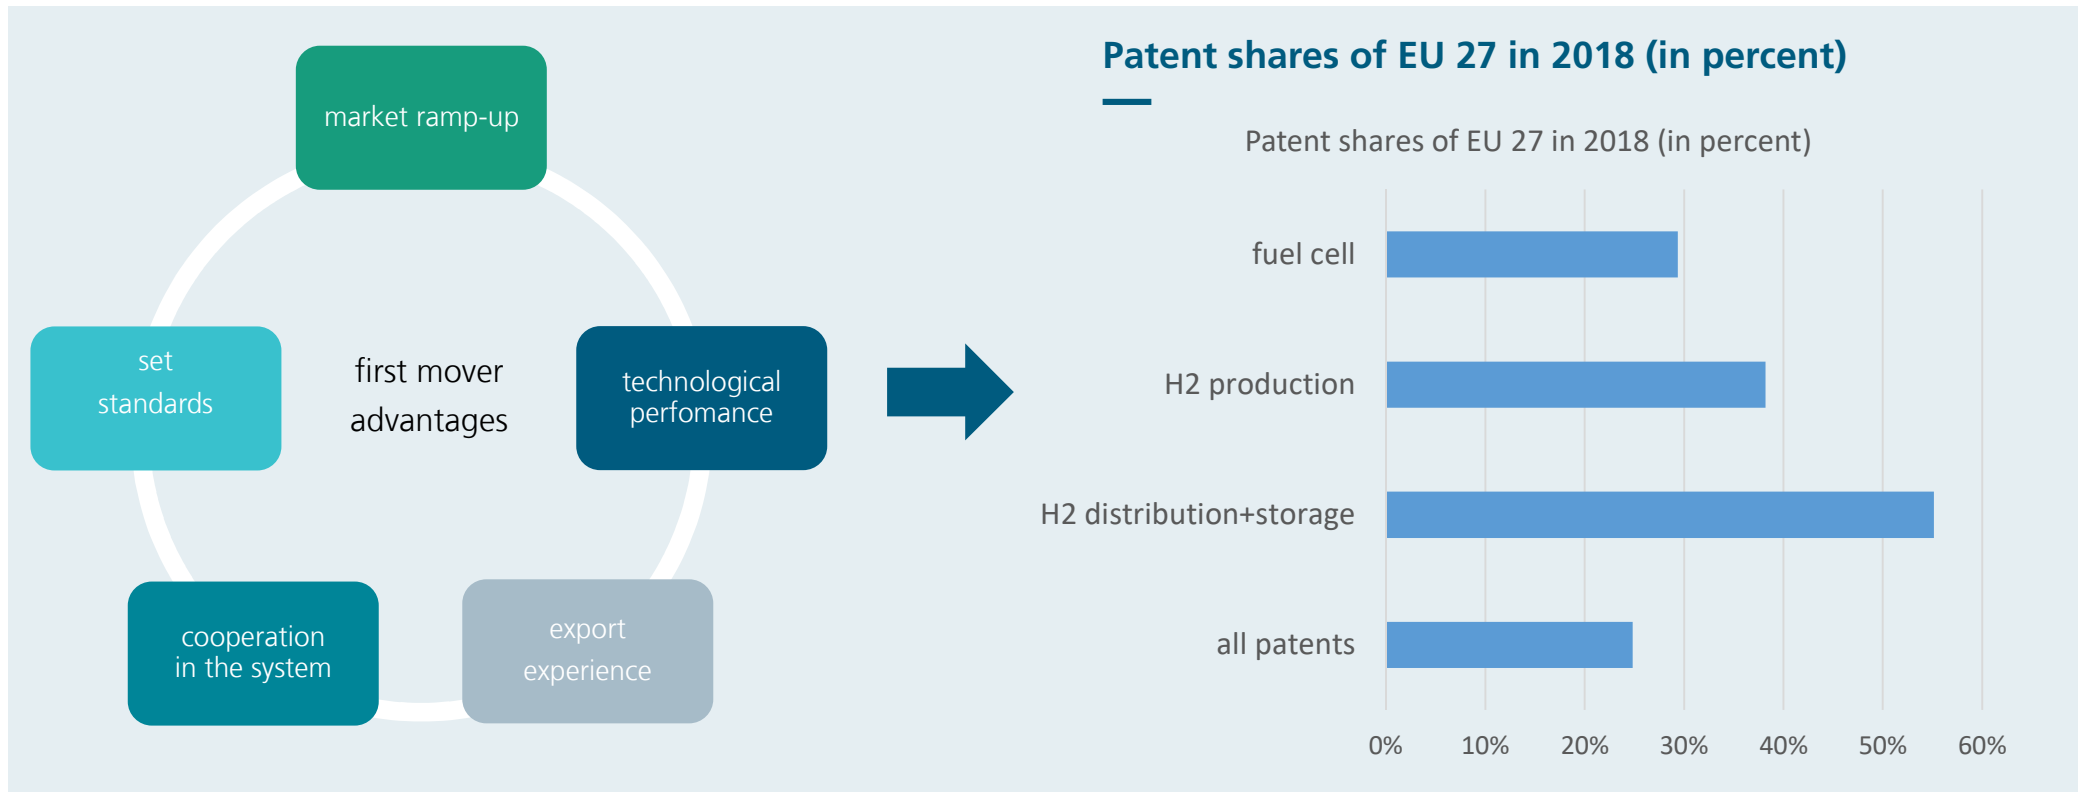 market ramp-up
set
standards
first mover
advantages
technological
perfomance
cooperation
in the system
export
experience
Patent shares of EU 27 in 2018 (in percent)
Patent shares of EU 27 in 2018 (in percent)
fuel cell
H2 production
H2 distribution+storage
all patents
0% 10% 20% 30% 40% 50% 60%